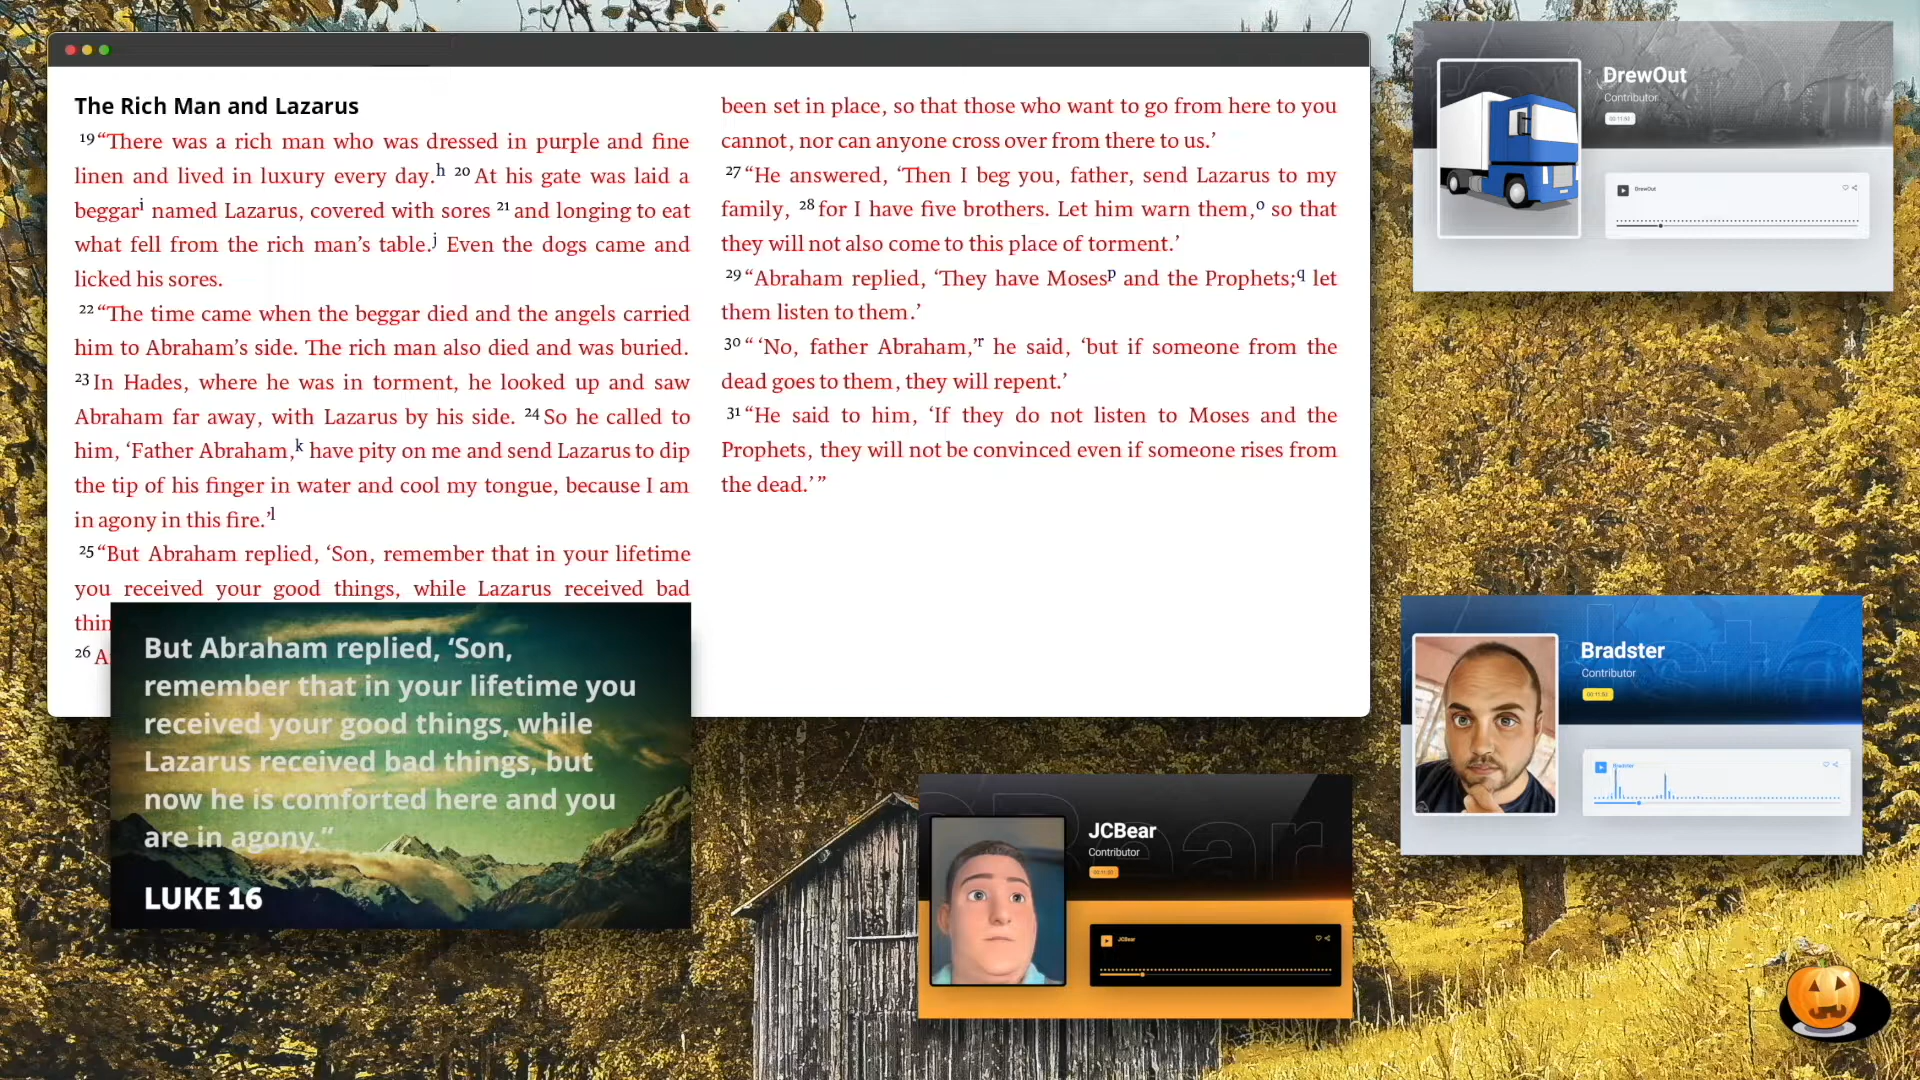 The Rich Man and Lazarus
19 “There was a rich man who was dressed in purple and fine
linen and lived in luxury every day.h 20 At his gate was laid a
beggari named Lazarus, covered with sores 21 and longing to eat
what fell from the rich man’s table.j Even the dogs came and
licked his sores.
22 “The time came when the beggar died and the angels carried
him to Abraham’s side. The rich man also died and was buried.
23 In Hades, where he was in torment, he looked up and saw
Abraham far away, with Lazarus by his side. 24 So he called to
him, ‘Father Abraham,k have pity on me and send Lazarus to dip
the tip of his finger in water and cool my tongue, because I am
in agony in this fire.’l
25 “But Abraham replied, ‘Son, remember that in your lifetime
you received your good things, while Lazarus received bad
thin
26 A
been set in place, so that those who want to go from here to you
cannot, nor can anyone cross over from there to us.’
27 “He answered, ‘Then I beg you, father, send Lazarus to my
family, 28 for I have five brothers. Let him warn them,o so that
they will not also come to this place of torment.’
29 “Abraham replied, ‘They have Mosesp and the Prophets;q let
them listen to them.’
30 “ ‘No, father Abraham,’r he said, ‘but if someone from the
dead goes to them, they will repent.’
31 “He said to him, ‘If they do not listen to Moses and the
Prophets, they will not be convinced even if someone rises from
the dead.’ ”
But Abraham replied, ‘Son,
remember that in your lifetime you
received your good things, while
Lazarus received bad things, but
now he is comforted here and you
are in agony.“
LUKE 16
DrewOut
Contributor
DrewOut
Bradster
Contributor
Bradster
JCBear
Contributor
JCBear